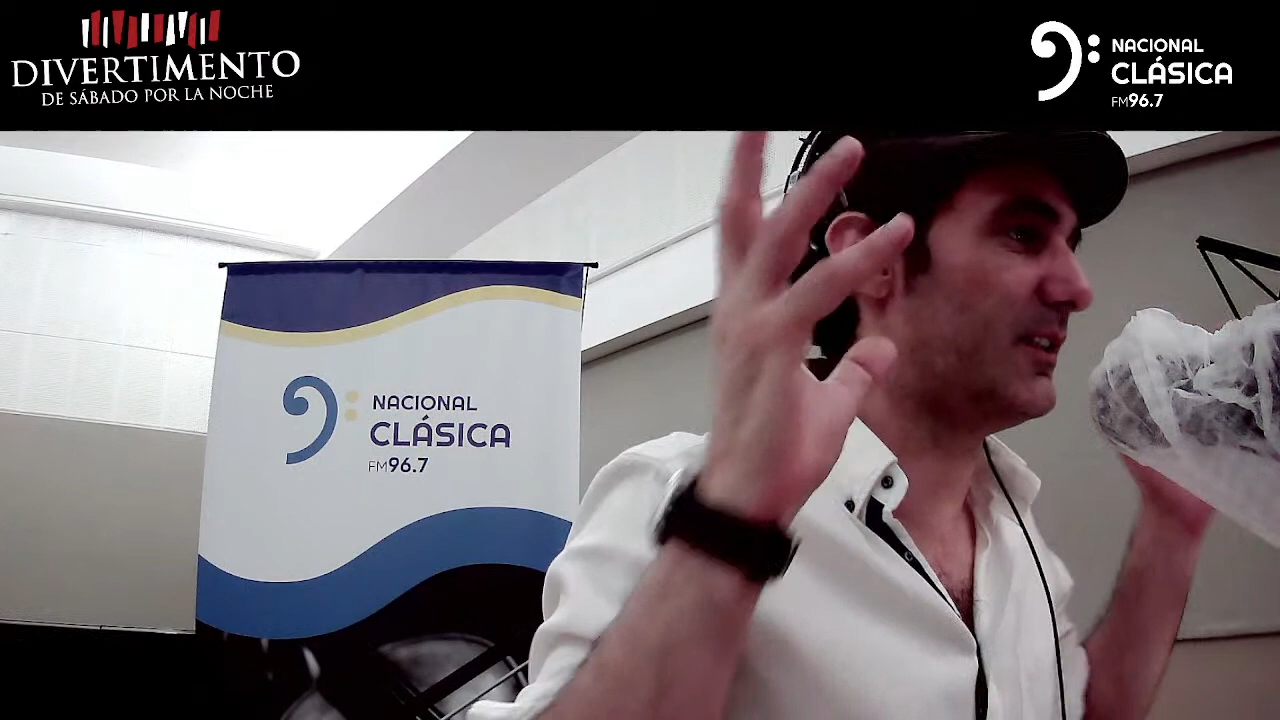 DIVERTIMENTO
DE SÁBADO POR LA NOCHE
NACIONAL
CLÁSICA
FM96.7
NACIONAL
CLÁSICA
FM96.7